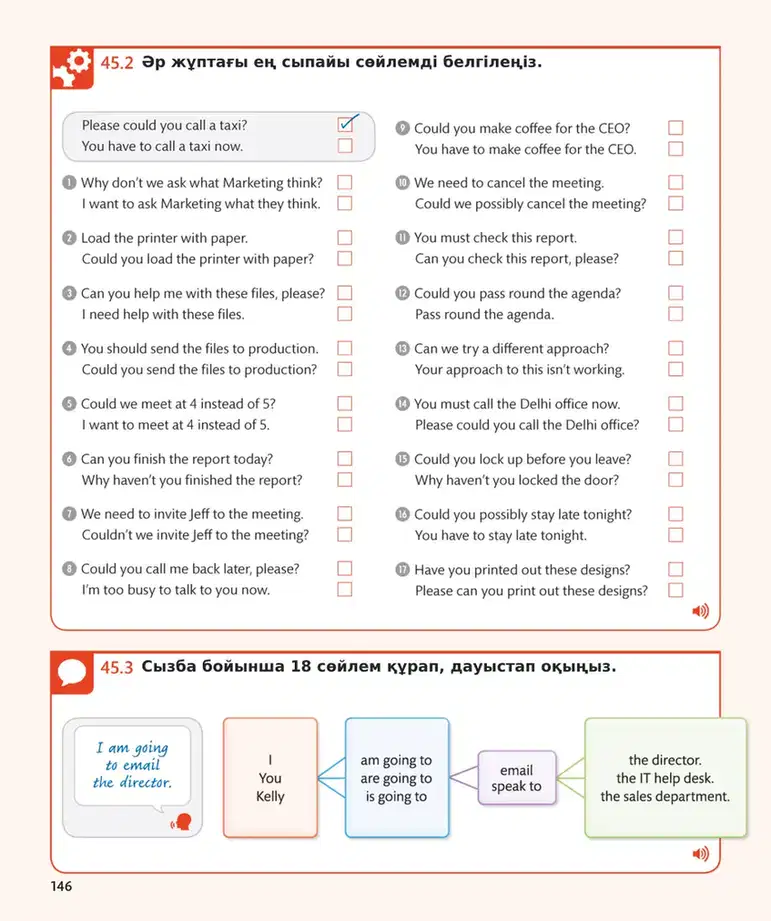 45.2 Әр жұптағы ең сыпайы сөйлемді белгілеңіз.
Please could you call a taxi?
You have to call a taxi now.
1 Why don't we ask what Marketing think?
I want to ask Marketing what they think.
2 Load the printer with paper.
Could you load the printer with paper?
3 Can you help me with these files, please?
I need help with these files.
4 You should send the files to production.
Could you send the files to production?
5 Could we meet at 4 instead of 5?
I want to meet at 4 instead of 5.
6 Can you finish the report today?
Why haven't you finished the report?
7 We need to invite Jeff to the meeting.
Couldn't we invite Jeff to the meeting?
8 Could you call me back later, please?
I'm too busy to talk to you now.
9 Could you make coffee for the CEO?
You have to make coffee for the CEO.
10 We need to cancel the meeting.
Could we possibly cancel the meeting?
11 You must check this report.
Can you check this report, please?
12 Could you pass round the agenda?
Pass round the agenda.
13 Can we try a different approach?
Your approach to this isn't working.
14 You must call the Delhi office now.
Please could you call the Delhi office?
15 Could you lock up before you leave?
Why haven't you locked the door?
16 Could you possibly stay late tonight?
You have to stay late tonight.
17 Have you printed out these designs?
Please can you print out these designs?
45.3 Сызба бойынша 18 сөйлем құрап, дауыстап оқыңыз.
I am going
to email
the director.
I
You
Kelly
am going to
are going to
is going to
email
speak to
the director.
the IT help desk.
the sales department.
146